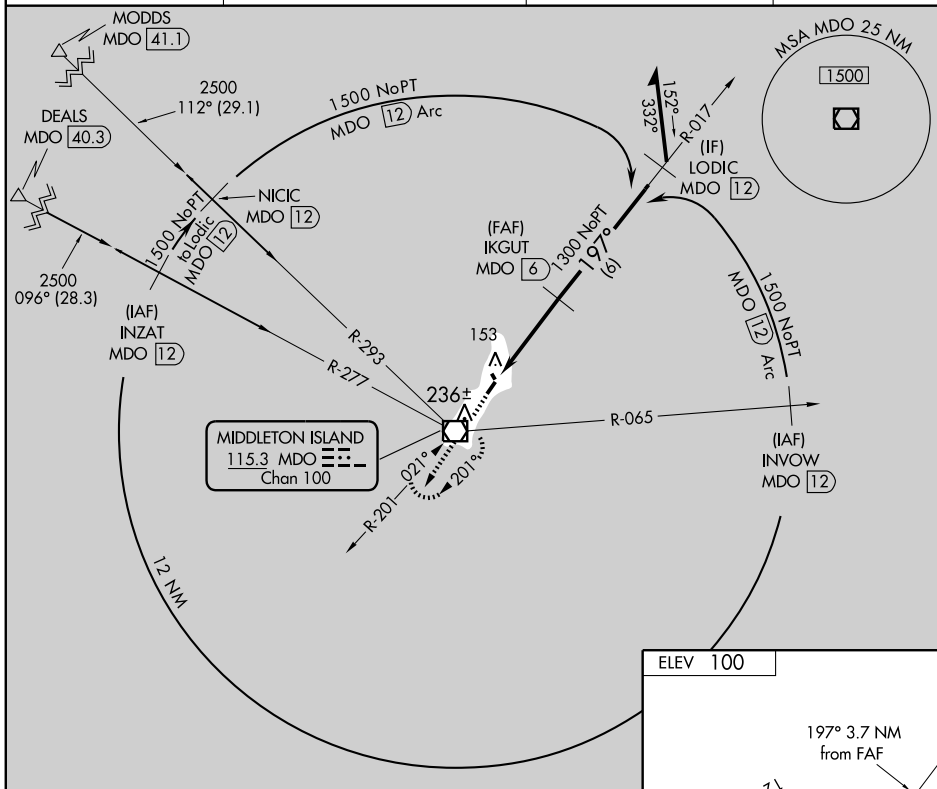 MODDS
MDO 41.1
2500
112° (29.1)
DEALS
MDO 40.3
2500
096° (28.3)
1500 NoPT
MDO 12 Arc
1500 NoPT
to Lodic
MDO 12
NICIC
MDO 12
(IAF)
INZAT
MDO 12
R-293
R-277
152°
332°
R-017
(IF)
LODIC
MDO 12
MSA MDO 25 NM
1500
(FAF)
IKGUT
MDO 6
1300 NoPT
197°
(6)
1500 NoPT
MDO 12 Arc
153
236±
R-065
(IAF)
INVOW
MDO 12
MIDDLETON ISLAND
115.3 MDO
Chan 100
R-201
021°
201°
12 NM
ELEV 100
197° 3.7 NM
from FAF